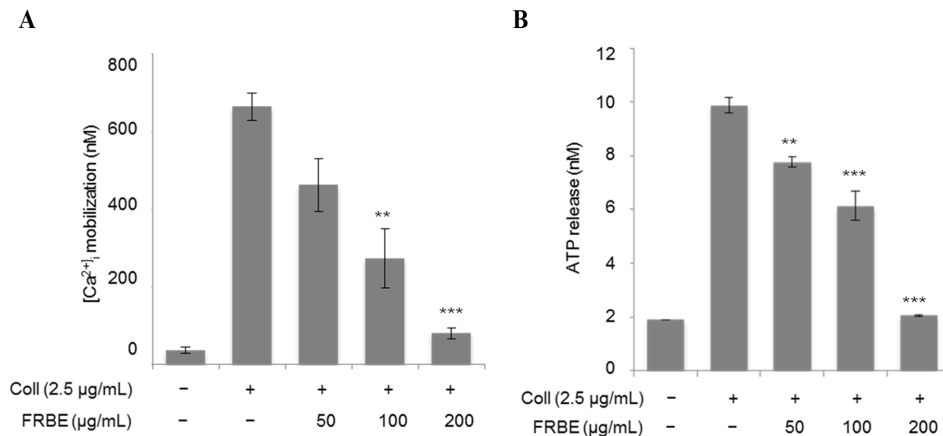 A
800
600
400
200
0
[Ca²⁺]ᵢ mobilization (nM)
**
***
Coll (2.5 µg/mL) − + + + +
FRBE (µg/mL) − − 50 100 200
B
12
10
8
6
4
2
0
ATP release (nM)
**
***
***
Coll (2.5 µg/mL) − + + + +
FRBE (µg/mL) − − 50 100 200